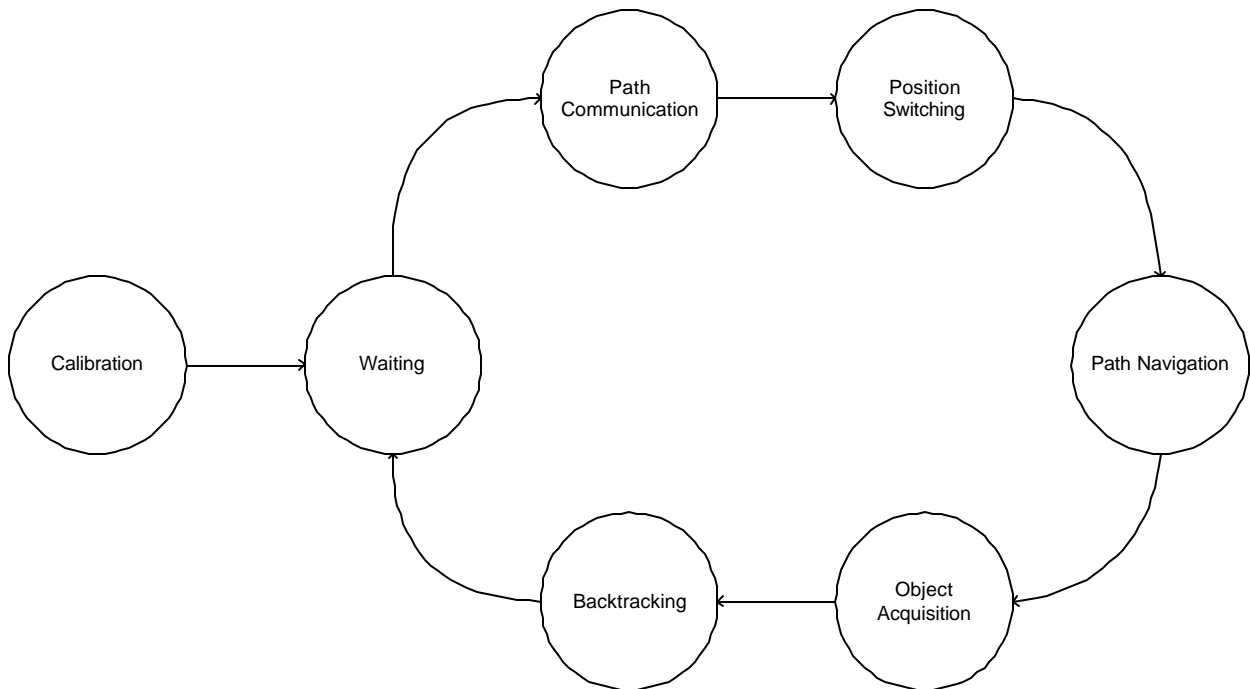 Path
Communication
Position
Switching
Calibration
Waiting
Path Navigation
Backtracking
Object
Acquisition